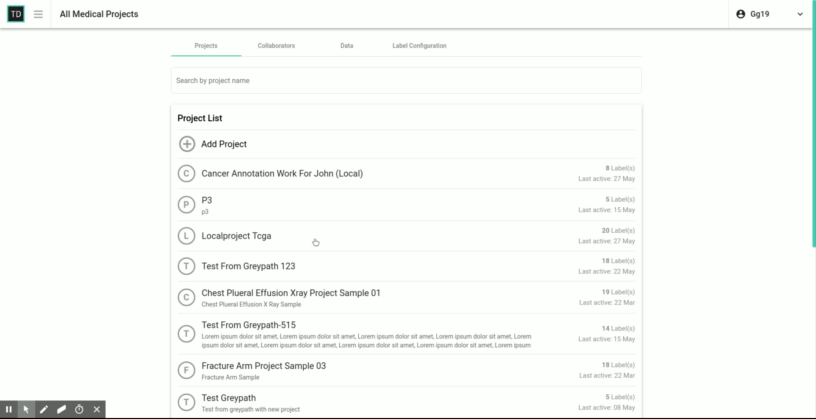 TD
All Medical Projects
Gg19
Projects
Collaborators
Data
Label Configuration
Search by project name
Project List
Add Project
C
Cancer Annotation Work For John (Local)
8 Label(s)
Last active: 27 May
P
P3
p3
5 Label(s)
Last active: 15 May
L
Localproject Tcga
20 Label(s)
Last active: 27 May
T
Test From Greypath 123
18 Label(s)
Last active: 22 May
C
Chest Plueral Effusion Xray Project Sample 01
Chest Plueral Effusion X Ray Sample
19 Label(s)
Last active: 22 Mar
T
Test From Greypath-515
Lorem ipsum dolor sit amet, Lorem ipsum dolor sit amet, Lorem ipsum dolor sit amet, Lorem ipsum dolor sit amet, Lorem
ipsum dolor sit amet, Lorem ipsum dolor sit amet, Lorem ipsum dolor sit amet, Lorem ipsum dolor sit amet, Lorem ipsum
14 Label(s)
Last active: 15 May
F
Fracture Arm Project Sample 03
Fracture Arm Sample
18 Label(s)
Last active: 22 Mar
T
Test Greypath
Test from greypath with new project
5 Label(s)
Last active: 08 May